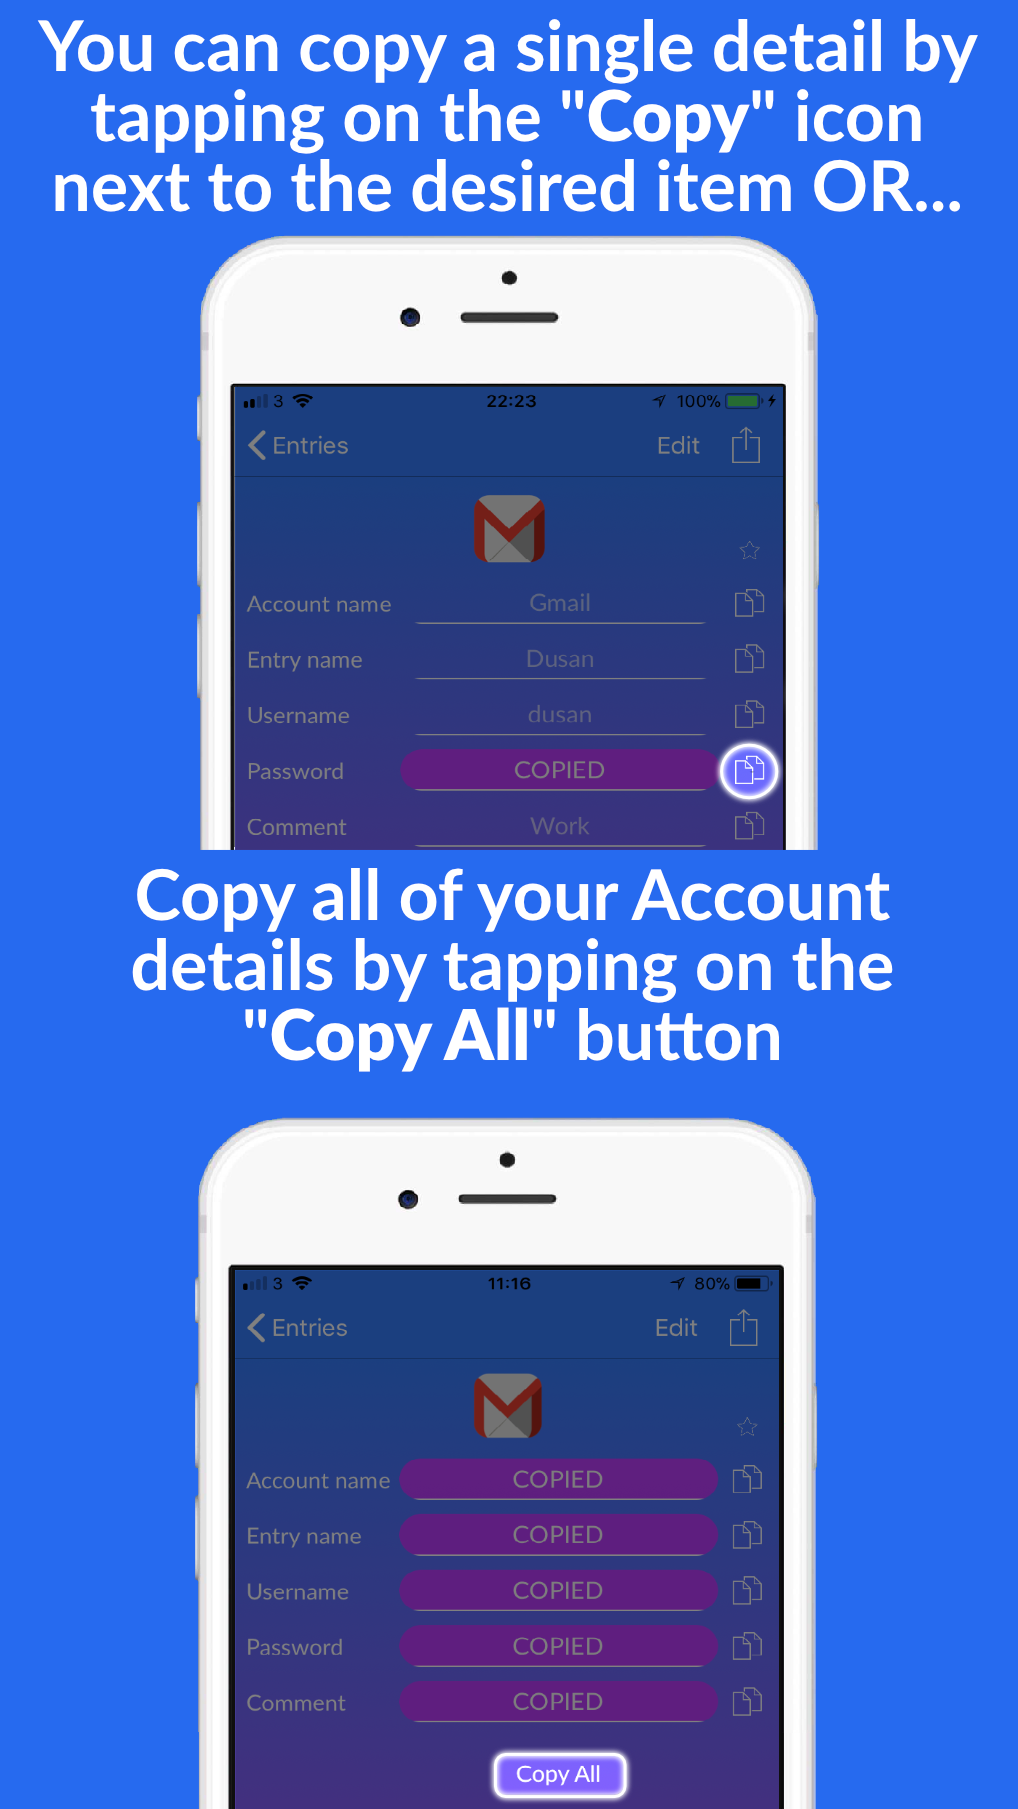 You can copy a single detail by
tapping on the "Copy" icon
next to the desired item OR...
3 22:23 100%
Entries Edit
Account name Gmail
Entry name Dusan
Username dusan
Password COPIED
Comment Work
Copy all of your Account
details by tapping on the
"Copy All" button
3 11:16 80%
Entries Edit
Account name COPIED
Entry name COPIED
Username COPIED
Password COPIED
Comment COPIED
Copy All